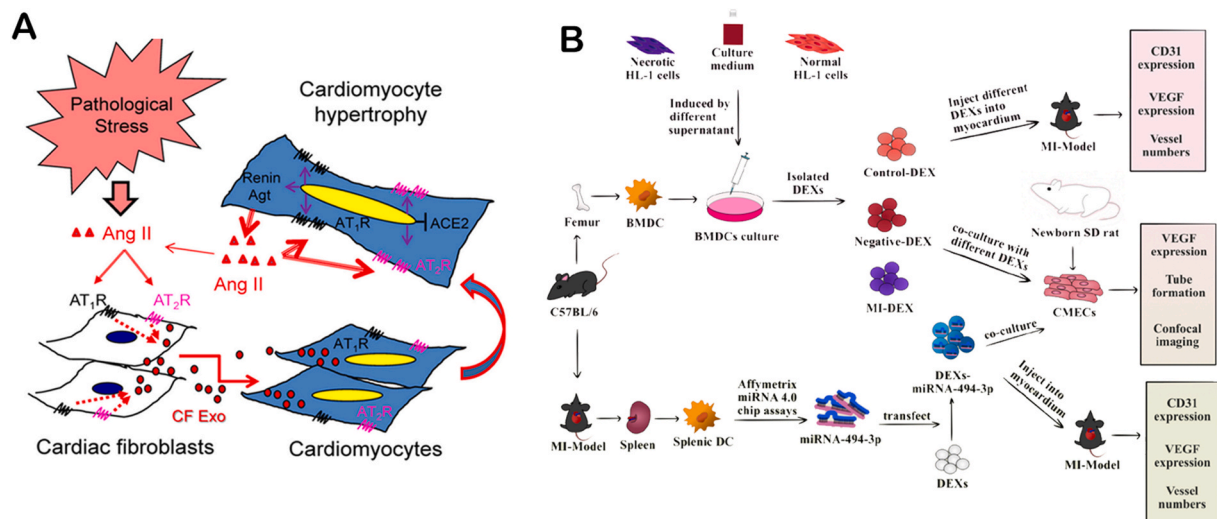 A
Pathological
Stress
Ang II
AT1R
AT2R
CF Exo
Cardiac fibroblasts
Cardiomyocyte
hypertrophy
Renin
Agt
AT1R
ACE2
AT2R
Ang II
AT1R
AT2R
Cardiomyocytes
B
Necrotic
HL-1 cells
Culture
medium
Normal
HL-1 cells
Induced by
different
supernatant
Femur
BMDC
BMDCs culture
Isolated
DEXs
Control-DEX
Negative-DEX
MI-DEX
Inject different
DEXs into
myocardium
MI-Model
CD31
expression
VEGF
expression
Vessel
numbers
Newborn SD rat
co-culture with
different DEXs
CMECs
VEGF
expression
Tube
formation
Confocal
imaging
C57BL/6
MI-Model
Spleen
Splenic DC
Affymetrix
miRNA 4.0
chip assays
miRNA-494-3p
transfect
DEXs-
miRNA-494-3p
DEXs
co-culture
Inject into
myocardium
MI-Model
CD31
expression
VEGF
expression
Vessel
numbers